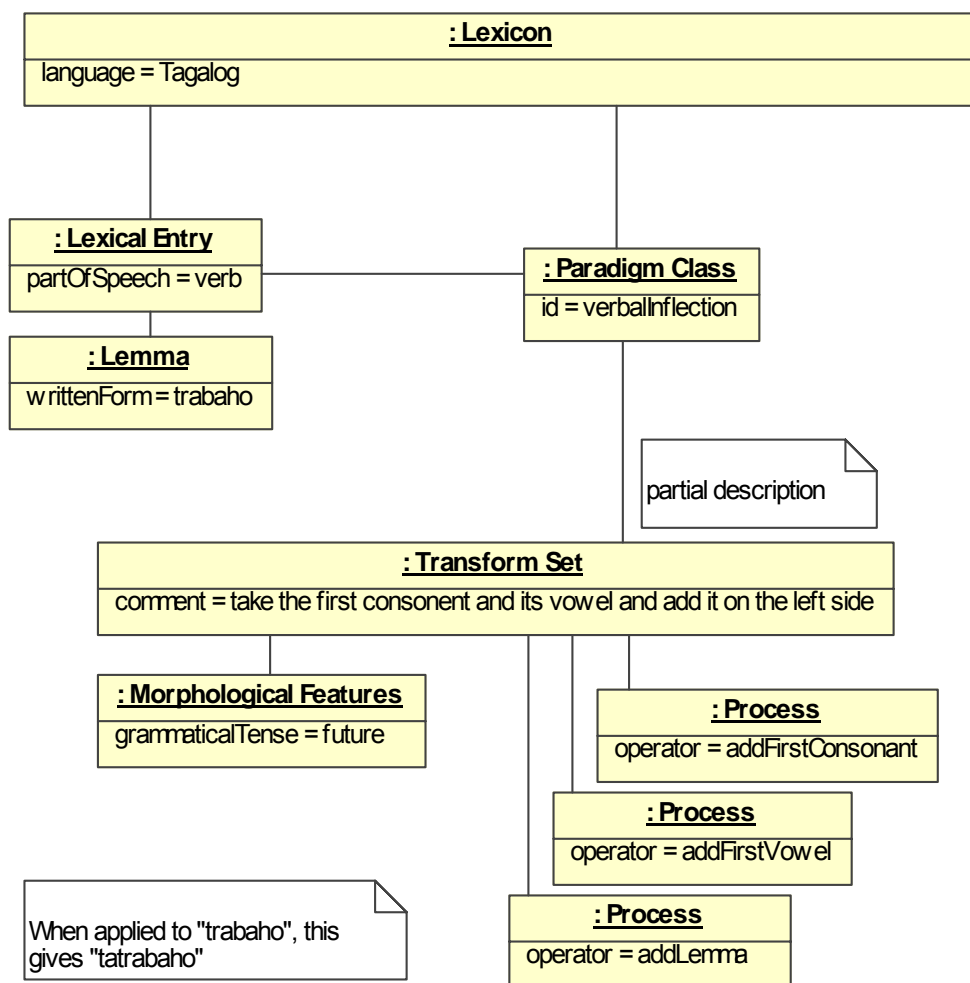 : Lexicon
language = Tagalog
: Lexical Entry
partOfSpeech = verb
: Paradigm Class
id = verbalInflection
: Lemma
writtenForm = trabaho
partial description
: Transform Set
comment = take the first consonent and its vowel and add it on the left side
: Morphological Features
grammaticalTense = future
: Process
operator = addFirstConsonant
: Process
operator = addFirstVowel
: Process
operator = addLemma
When applied to "trabaho", this
gives "tatrabaho"